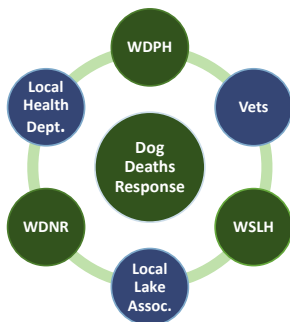 WDPH
Local
Health
Dept.
Vets
Dog
Deaths
Response
WDNR
WSLH
Local
Lake
Assoc.